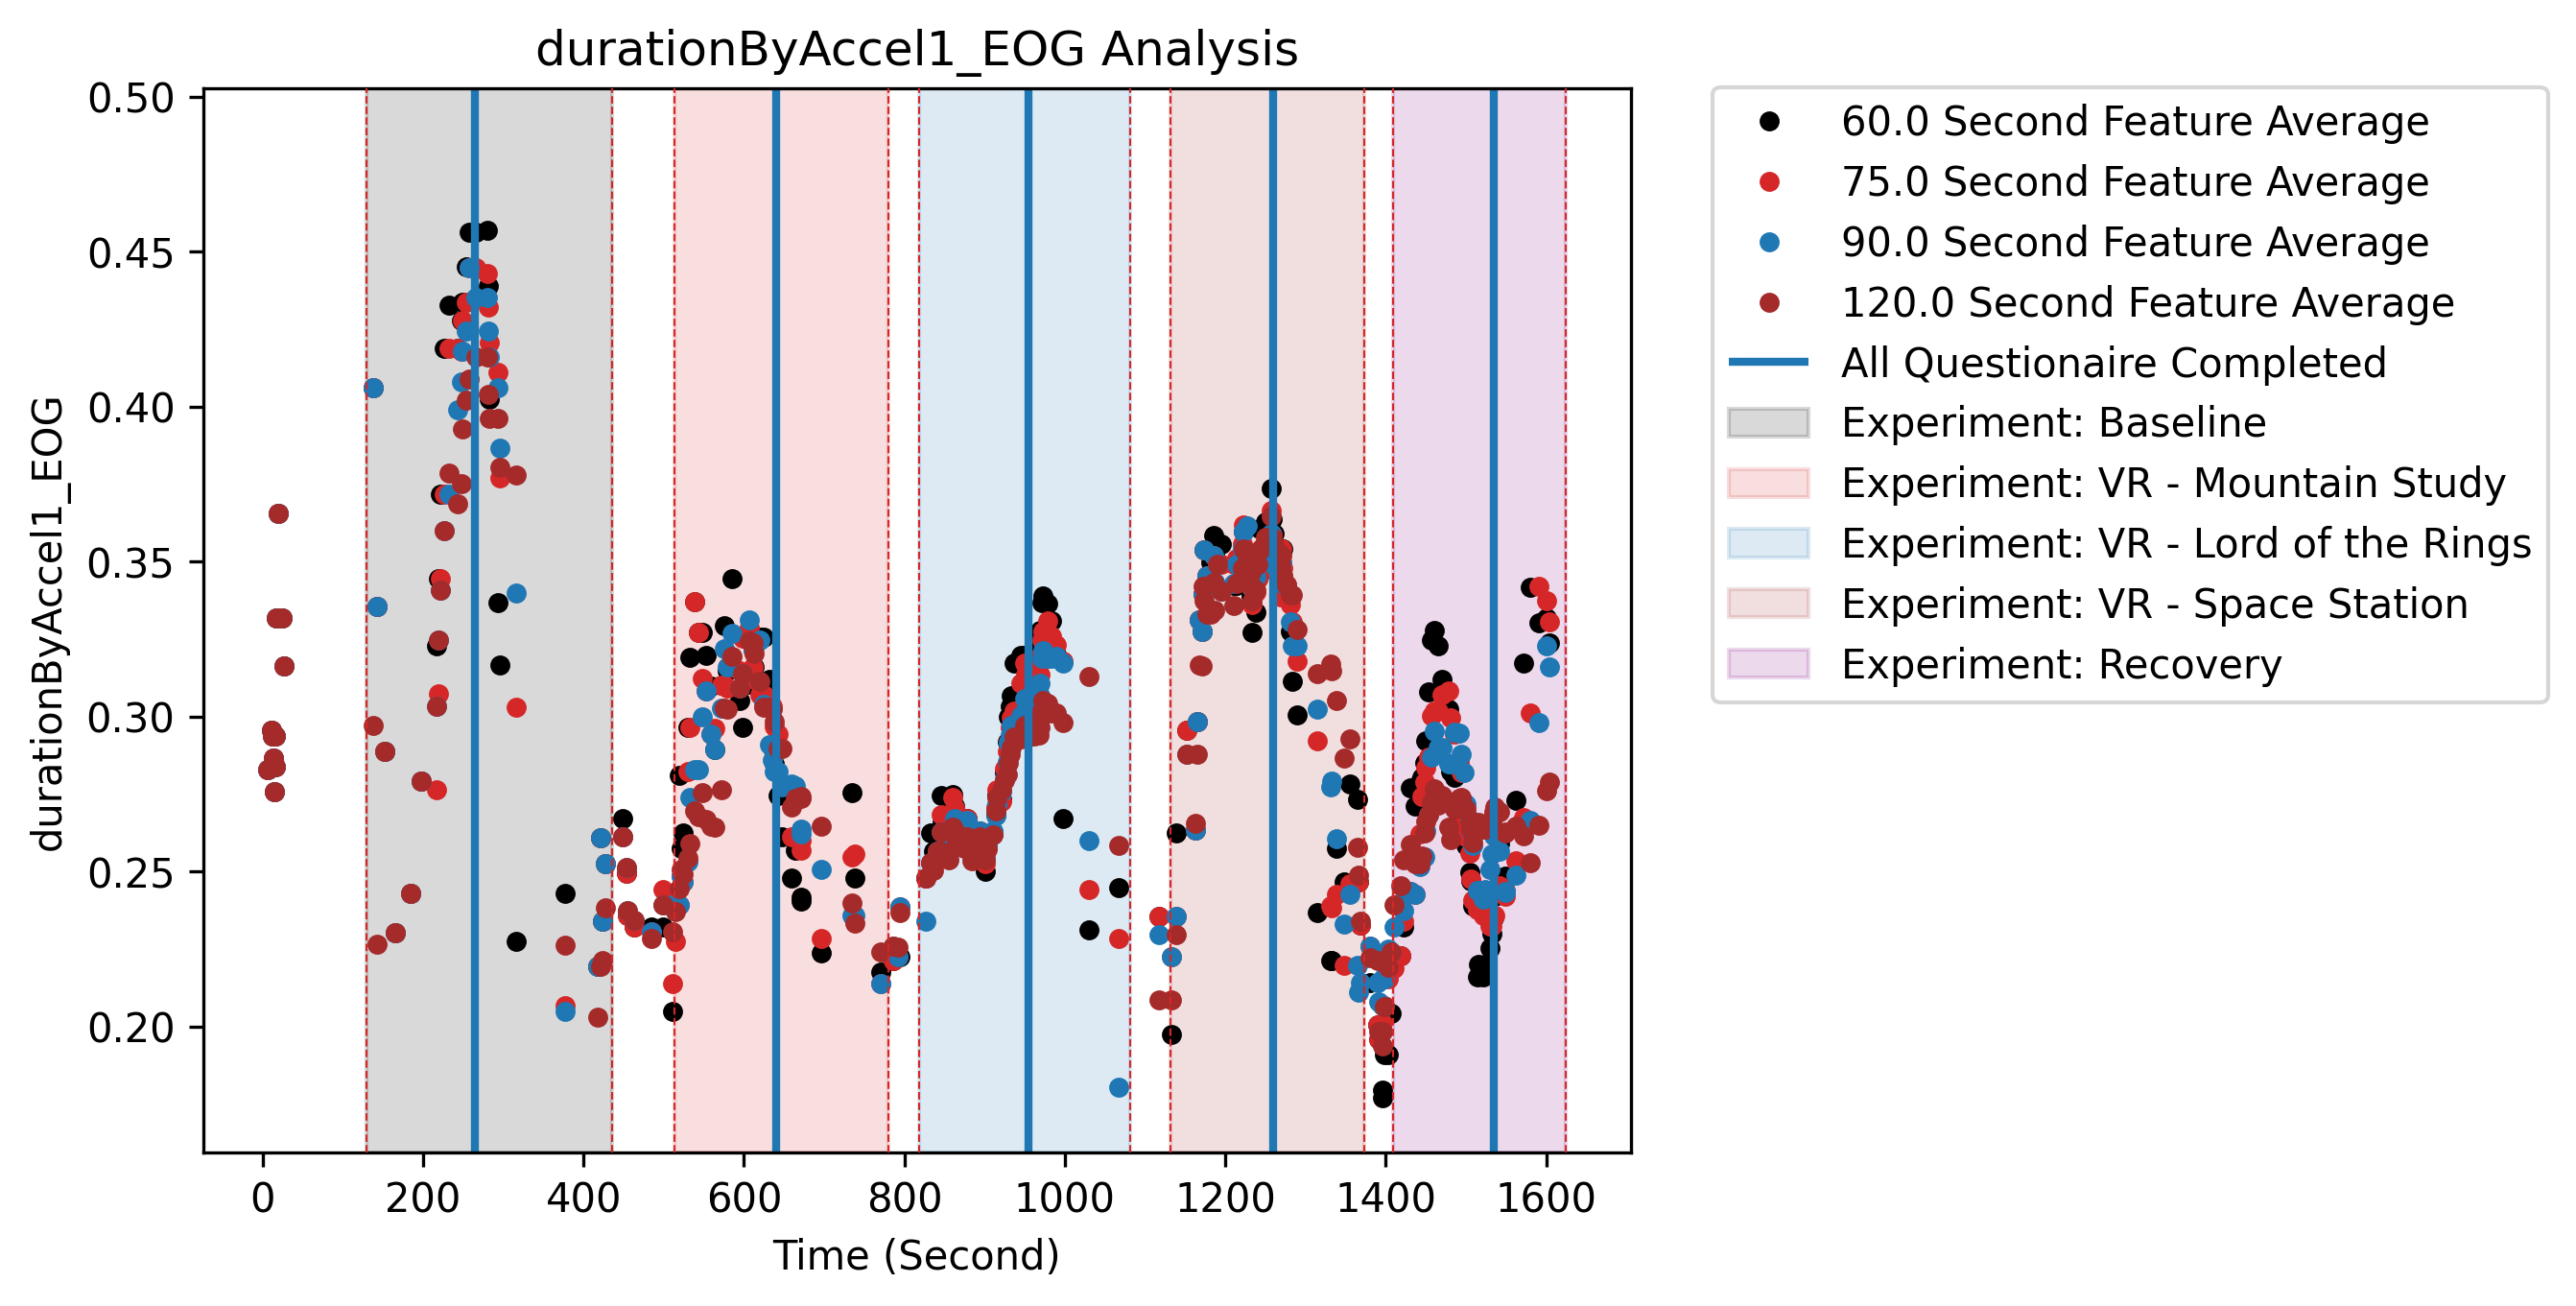 durationByAccel1_EOG Analysis
durationByAccel1_EOG
0.50
0.45
0.40
0.35
0.30
0.25
0.20
0 200 400 600 800 1000 1200 1400 1600
Time (Second)
60.0 Second Feature Average
75.0 Second Feature Average
90.0 Second Feature Average
120.0 Second Feature Average
All Questionaire Completed
Experiment: Baseline
Experiment: VR - Mountain Study
Experiment: VR - Lord of the Rings
Experiment: VR - Space Station
Experiment: Recovery